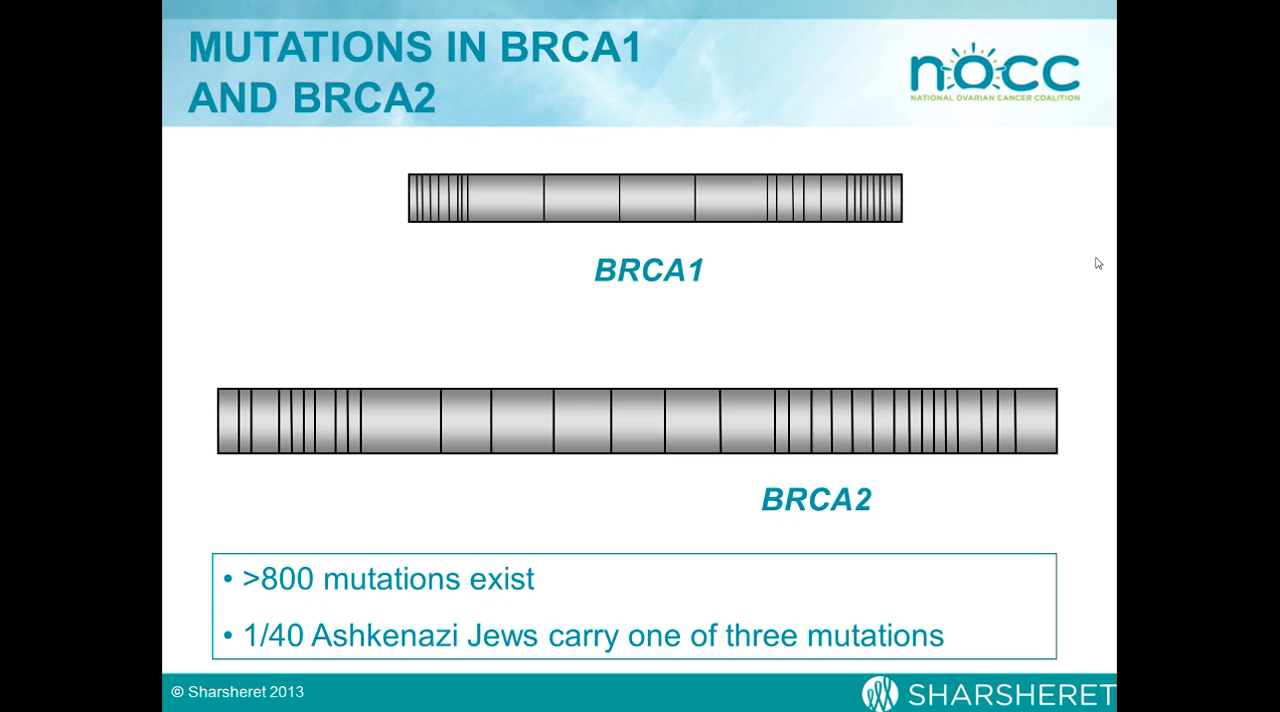 MUTATIONS IN BRCA1
AND BRCA2
nocc
NATIONAL OVARIAN CANCER COALITION
BRCA1
BRCA2
• >800 mutations exist
• 1/40 Ashkenazi Jews carry one of three mutations
© Sharsheret 2013
SHARSHERET